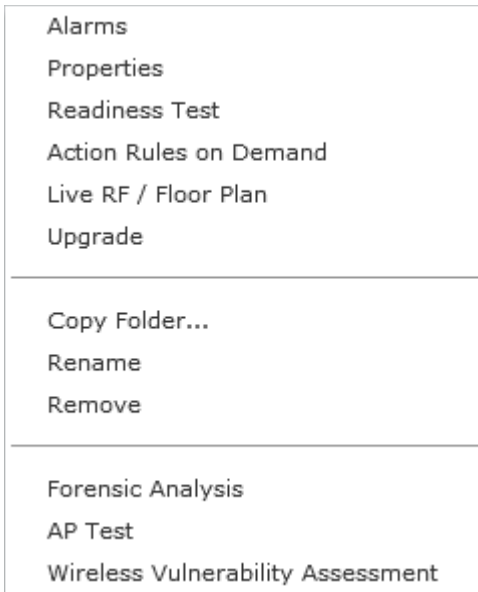 Alarms
Properties
Readiness Test
Action Rules on Demand
Live RF / Floor Plan
Upgrade
Copy Folder...
Rename
Remove
Forensic Analysis
AP Test
Wireless Vulnerability Assessment